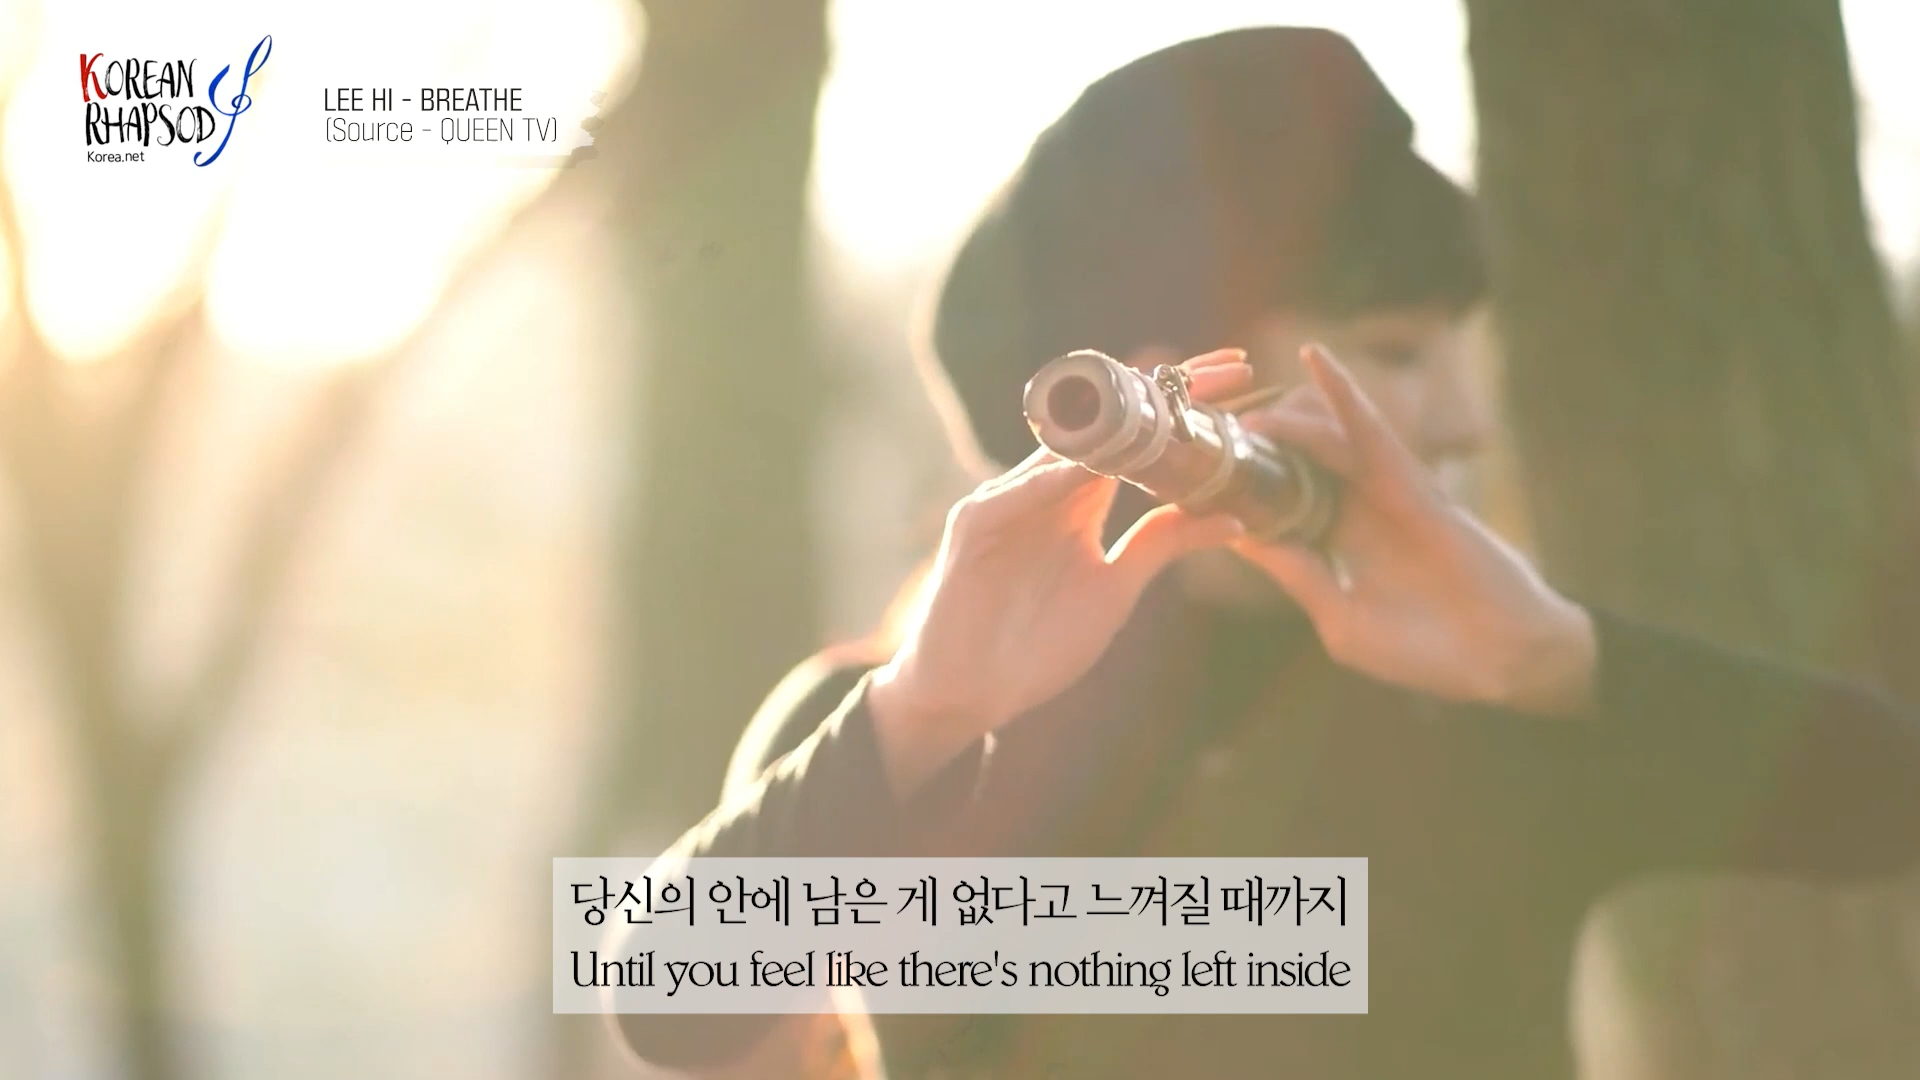 KOREAN
RHAPSODY
Korea.net
LEE HI - BREATHE
(Source - QUEEN TV)
당신의 안에 남은 게 없다고 느껴질 때까지
Until you feel like there's nothing left inside